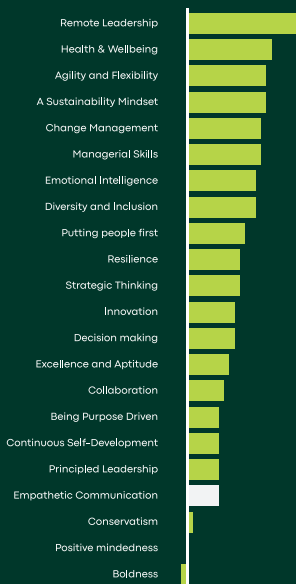 Remote Leadership
Health & Wellbeing
Agility and Flexibility
A Sustainability Mindset
Change Management
Managerial Skills
Emotional Intelligence
Diversity and Inclusion
Putting people first
Resilience
Strategic Thinking
Innovation
Decision making
Excellence and Aptitude
Collaboration
Being Purpose Driven
Continuous Self-Development
Principled Leadership
Empathetic Communication
Conservatism
Positive mindedness
Boldness